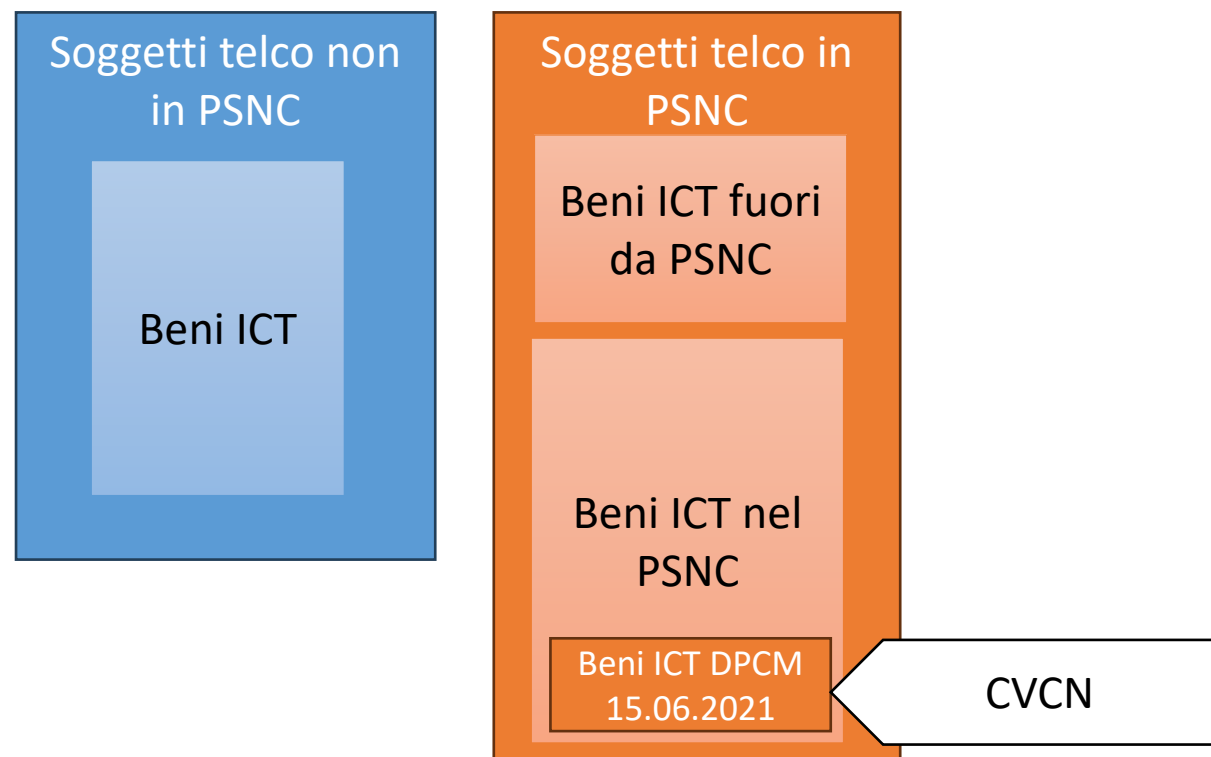 Soggetti telco non
in PSNC
Beni ICT
Soggetti telco in
PSNC
Beni ICT fuori
da PSNC
Beni ICT nel
PSNC
Beni ICT DPCM
15.06.2021
CVCN